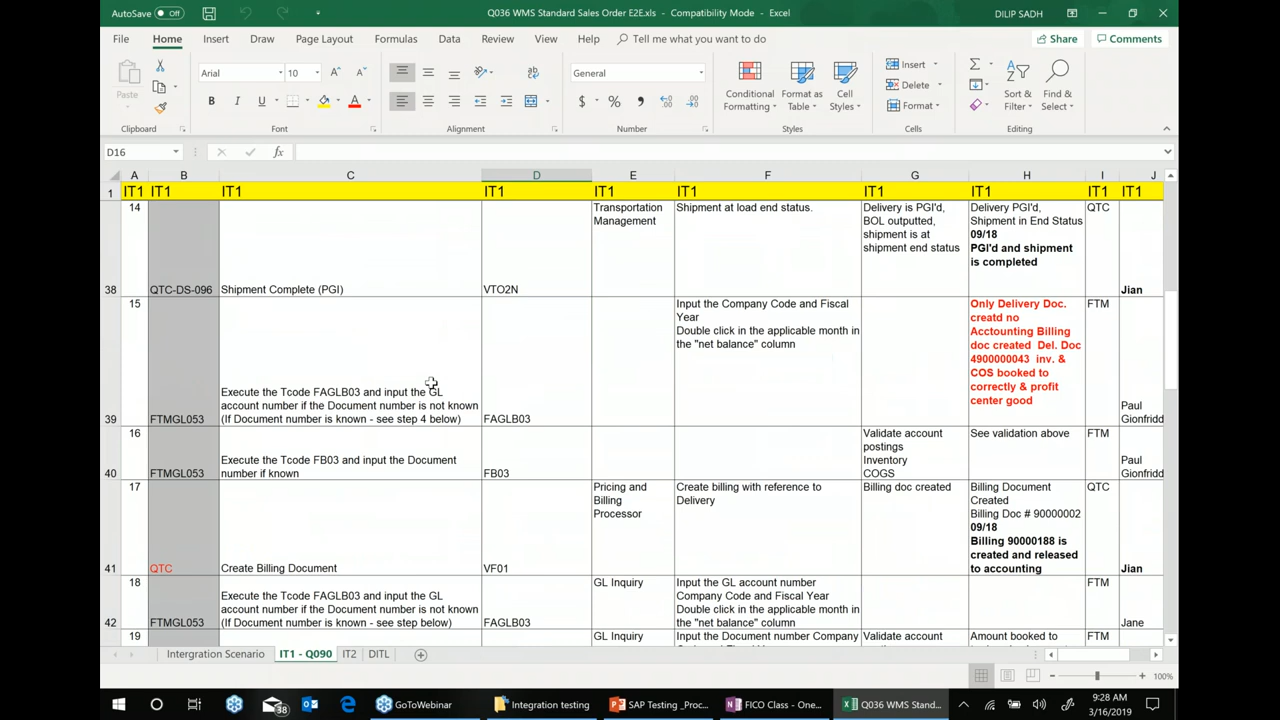 AutoSave Off
Q036 WMS Standard Sales Order E2E.xls - Compatibility Mode - Excel
DILIP SADH
File Home Insert Draw Page Layout Formulas Data Review View Help Tell me what you want to do
Share Comments
Paste
Arial 10
B I U A
General
$ % ,
Conditional
Formatting
Format as
Table
Cell
Styles
Insert
Delete
Format
Sort &
Filter
Find &
Select
Clipboard Font Alignment Number Styles Cells Editing
D16 fx
A B C D E F G H I J
1 IT1 IT1 IT1 IT1 IT1 IT1 IT1 IT1 IT1 IT1
38
14
QTC-DS-096
Shipment Complete (PGI)
VTO2N
Transportation
Management
Shipment at load end status.
Delivery is PGI'd,
BOL outputted,
shipment is at
shipment end status
Delivery PGI'd,
Shipment in End Status
09/18
PGI'd and shipment
is completed
QTC
Jian
39
15
FTMGL053
Execute the Tcode FAGLB03 and input the GL
account number if the Document number is not known
(If Document number is known - see step 4 below)
FAGLB03
Input the Company Code and Fiscal
Year
Double click in the applicable month in
the "net balance" column
Only Delivery Doc.
creatd no
Acctounting Billing
doc created Del. Doc
4900000043 inv. &
COS booked to
correctly & profit
center good
FTM
Paul
Gionfridd
40
16
FTMGL053
Execute the Tcode FB03 and input the Document
number if known
FB03
Validate account
postings
Inventory
COGS
See validation above
FTM
Paul
Gionfridd
41
17
QTC
Create Billing Document
VF01
Pricing and
Billing
Processor
Create billing with reference to
Delivery
Billing doc created
Billing Document
Created
Billing Doc # 90000002
09/18
Billing 90000188 is
created and released
to accounting
QTC
Jian
42
18
FTMGL053
Execute the Tcode FAGLB03 and input the GL
account number if the Document number is not known
(If Document number is known - see step below)
FAGLB03
GL Inquiry
Input the GL account number
Company Code and Fiscal Year
Double click in the applicable month in
the "net balance" column
FTM
Jane
19
GL Inquiry
Input the Document number Company
Validate account
Amount booked to
FTM
Intergration Scenario IT1 - Q090 IT2 DITL
100%
38
GoToWebinar
Integration testing
SAP Testing _Proc...
FICO Class - One...
Q036 WMS Stand...
9:28 AM
3/16/2019